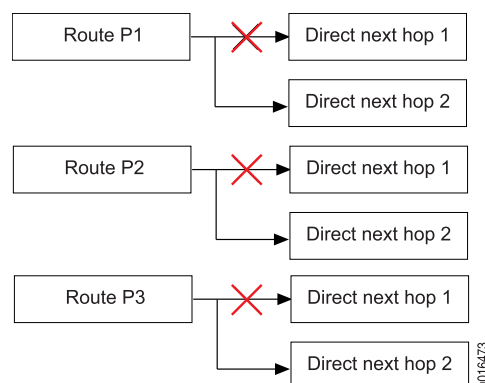 Route P1
Direct next hop 1
Direct next hop 2
Route P2
Direct next hop 1
Direct next hop 2
Route P3
Direct next hop 1
Direct next hop 2
016473